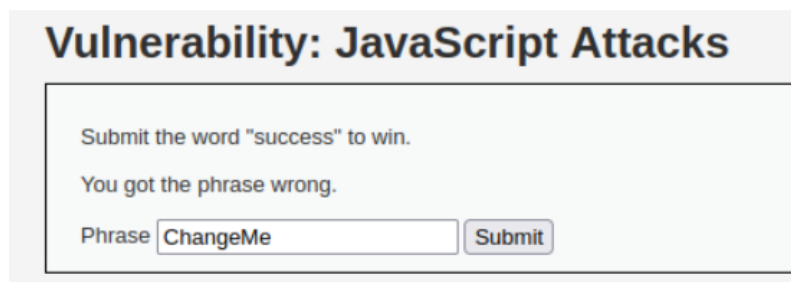 Vulnerability: JavaScript Attacks
Submit the word "success" to win.
You got the phrase wrong.
Phrase ChangeMe Submit